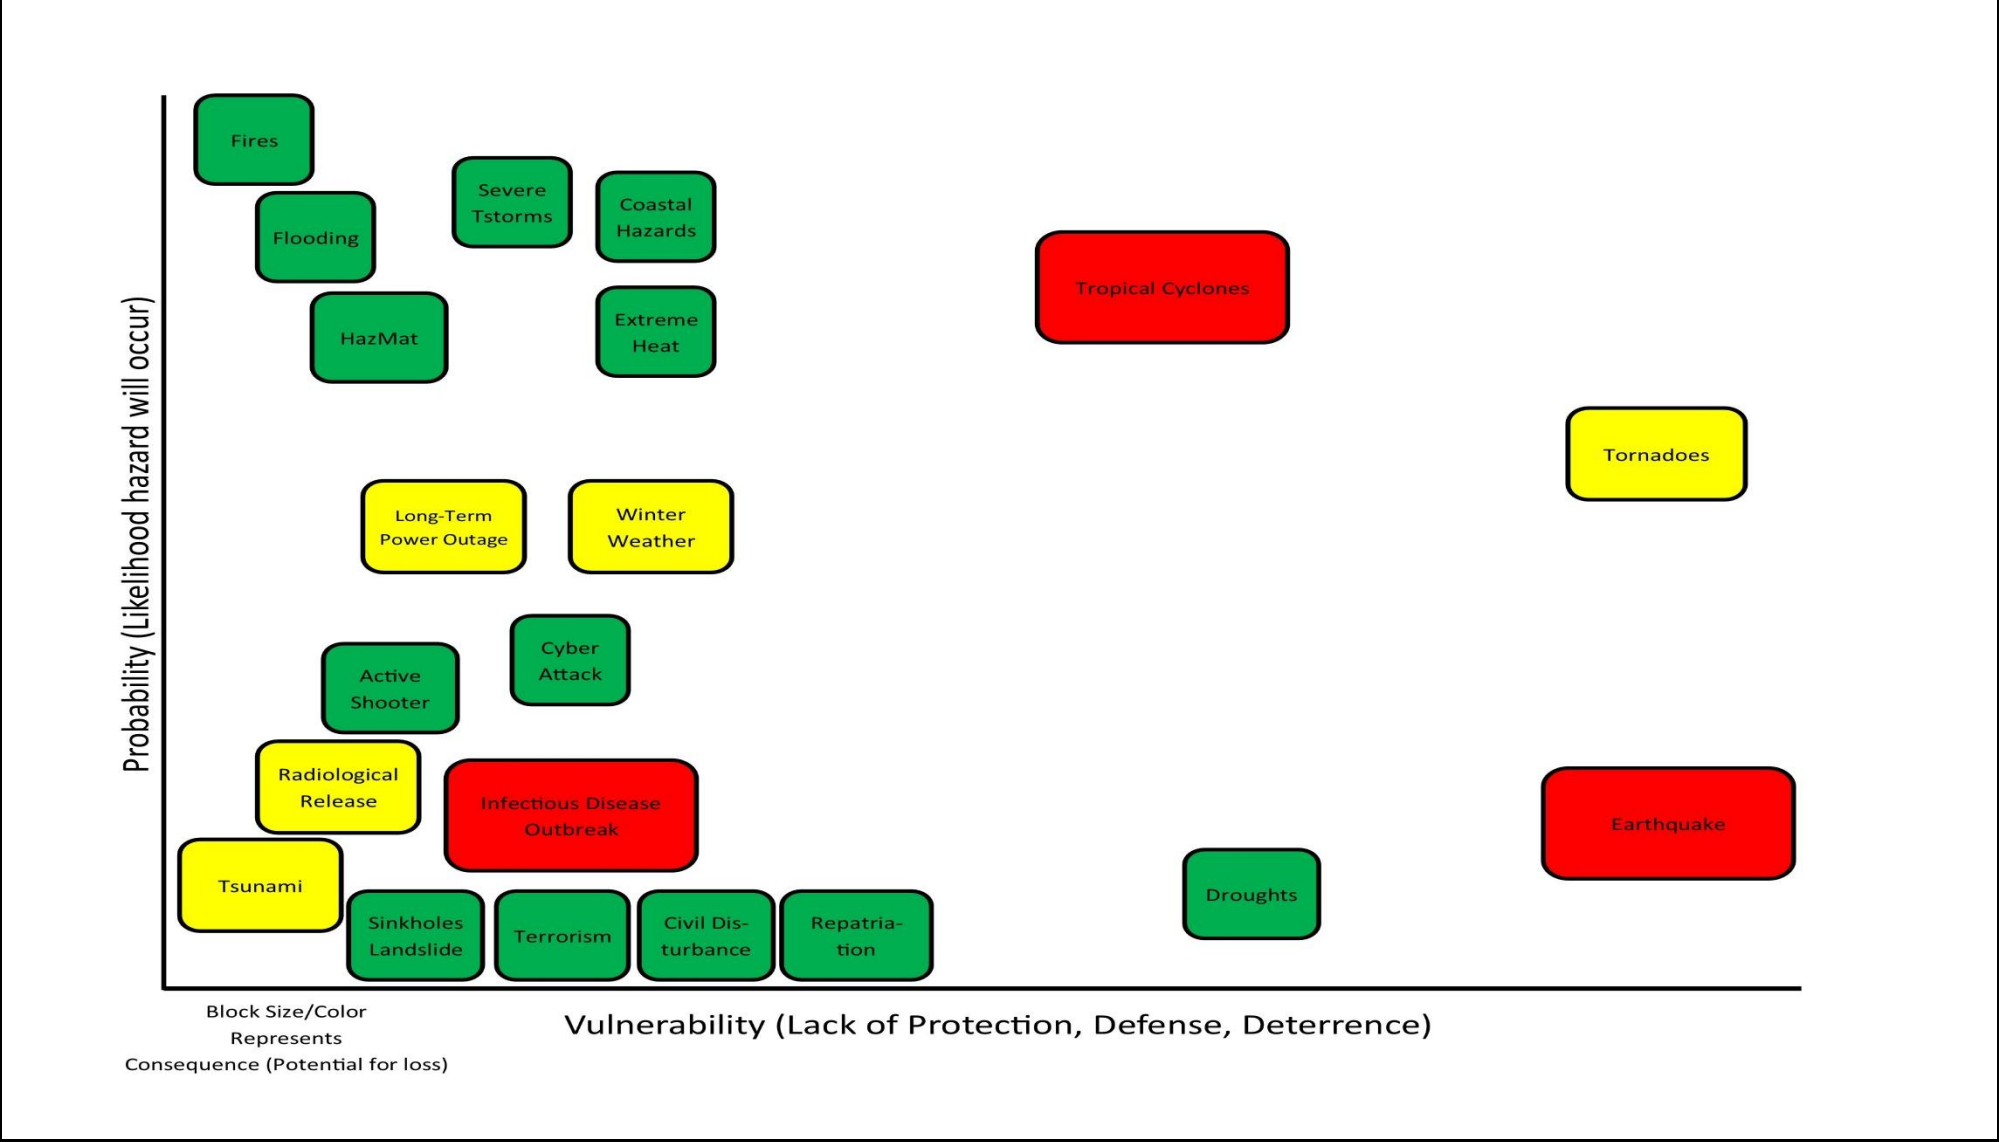 Fires
Severe
Tstorms
Coastal
Hazards
Flooding
Tropical Cyclones
HazMat
Extreme
Heat
Tornadoes
Long-Term
Power Outage
Winter
Weather
Cyber
Attack
Active
Shooter
Radiological
Release
Infectious Disease
Outbreak
Earthquake
Tsunami
Droughts
Sinkholes
Landslide
Terrorism
Civil Dis-
turbance
Repatria-
tion
Probability (Likelihood hazard will occur)
Vulnerability (Lack of Protection, Defense, Deterrence)
Block Size/Color
Represents
Consequence (Potential for loss)